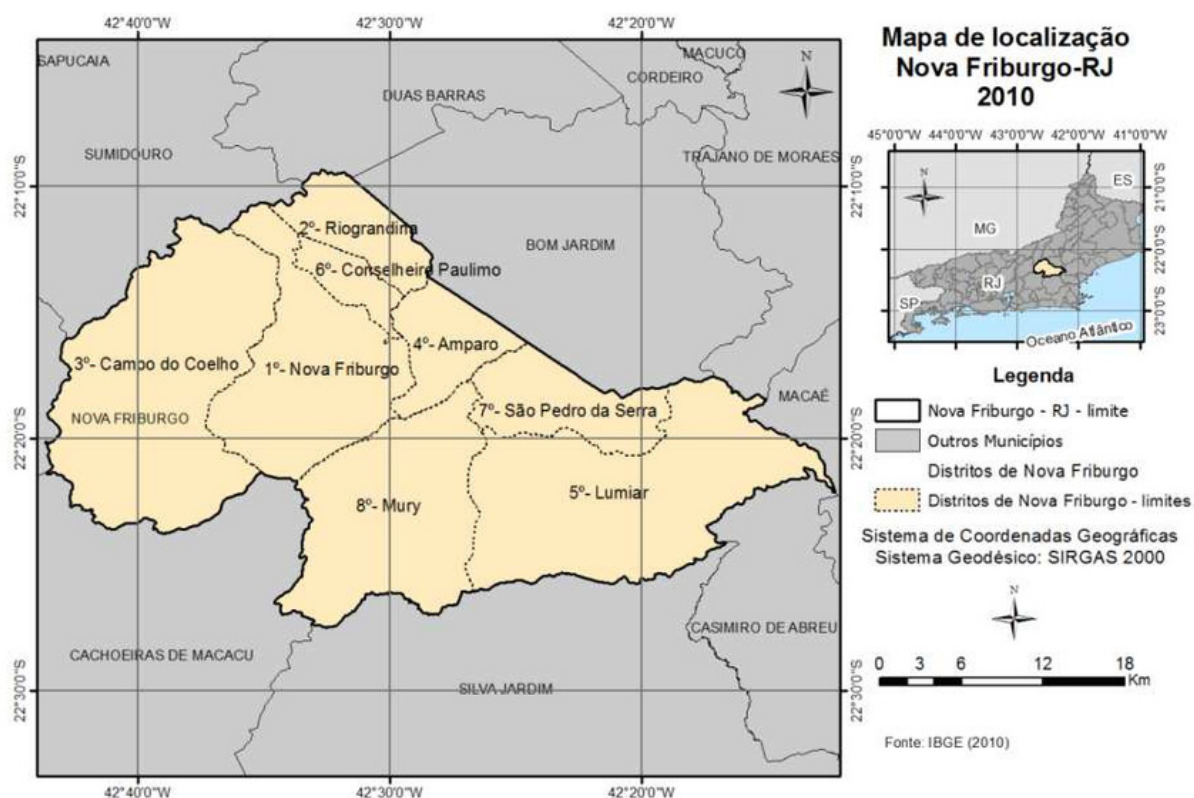 42°40'0"W 42°30'0"W 42°20'0"W
SAPUCAIA
MACUCO
CORDEIRO
DUAS BARRAS
N
SUMIDOURO
TRAJANO DE MORAES
22°10'0"S 22°10'0"S
2º- Riograndina
BOM JARDIM
6º- Conselheire Paulimo
4º- Amparo
3º- Campo do Coelho
1º- Nova Friburgo
MACAÉ
7º- São Pedro da Serra
NOVA FRIBURGO
22°20'0"S 22°20'0"S
5º- Lumiar
8º- Mury
CASIMIRO DE ABREU
CACHOEIRAS DE MACACU
SILVA JARDIM
22°30'0"S 22°30'0"S
42°40'0"W 42°30'0"W 42°20'0"W
Mapa de localização
Nova Friburgo-RJ
2010
45°0'0"W 44°0'0"W 43°0'0"W 42°0'0"W 41°0'0"W
N
ES
21°0'0"S
MG
22°0'0"S
RJ
SP
23°0'0"S
Oceano Atlântico
Legenda
Nova Friburgo - RJ - limite
Outros Municípios
Distritos de Nova Friburgo
Distritos de Nova Friburgo - limites
Sistema de Coordenadas Geográficas
Sistema Geodésico: SIRGAS 2000
N
0 3 6 12 18
Km
Fonte: IBGE (2010)